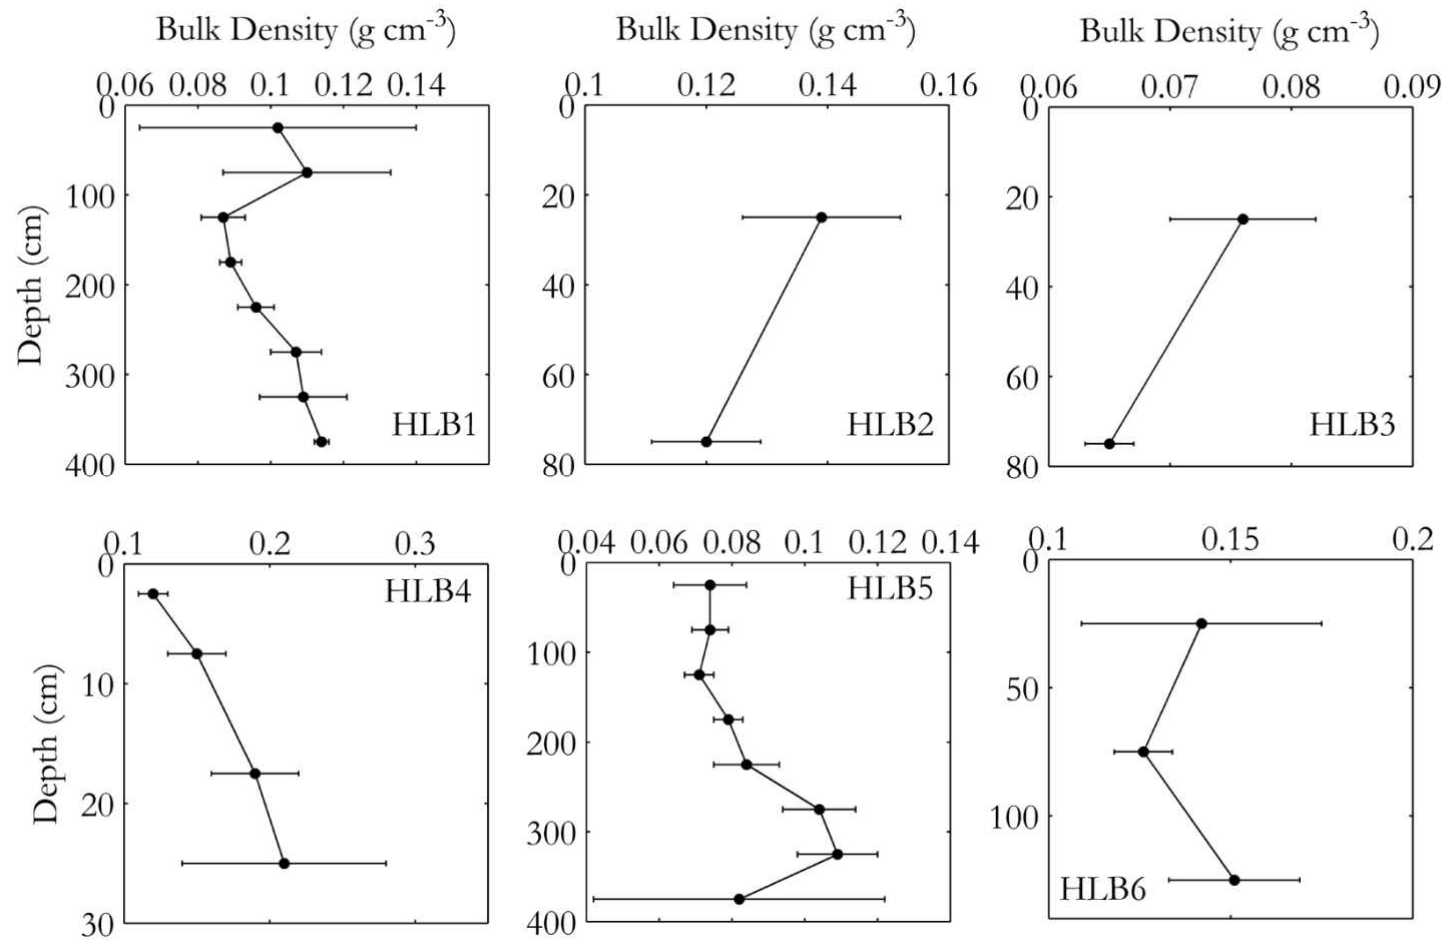 Bulk Density (g cm-3) Bulk Density (g cm-3) Bulk Density (g cm-3)
0.06 0.08 0.1 0.12 0.14 0.1 0.12 0.14 0.16 0.06 0.07 0.08 0.09
Depth (cm)
0
100
200
300
400
HLB1
0
20
40
60
80
HLB2
0
20
40
60
80
HLB3
0.1 0.2 0.3 0.04 0.06 0.08 0.1 0.12 0.14 0.1 0.15 0.2
Depth (cm)
0
10
20
30
HLB4
0
100
200
300
400
HLB5
0
50
100
HLB6